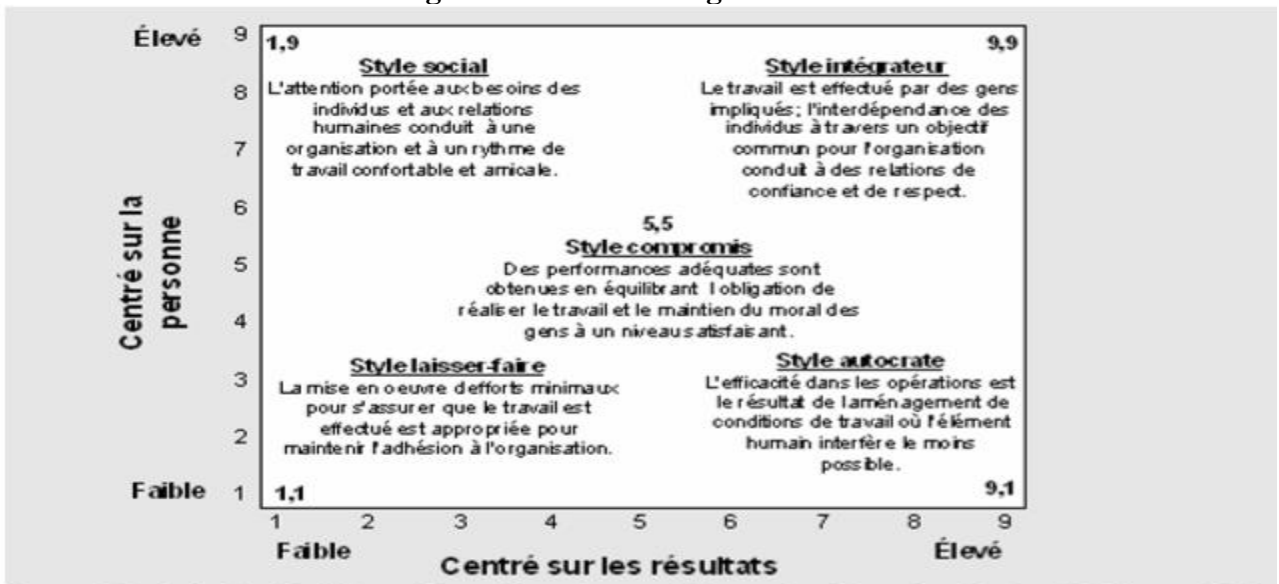 Élevé
9
1,9
9,9
Style social
Style intégrateur
8
L'attention portée aux besoins des
individus et aux relations
humaines conduit à une
organisation et à un rythme de
travail confortable et amicale.
Le travail est effectué par des gens
impliqués; l'interdépendance des
individus à travers un objectif
commun pour l'organisation
conduit à des relations de
confiance et de respect.
7
6
5,5
Style compromis
Des performances adéquates sont
obtenues en équilibrant l obligation de
réaliser le travail et le maintien du moral des
gens à un niveau satisfaisant.
Centré sur la
personne
5
4
3
Style laisser-faire
La mise en oeuvre d'efforts minimaux
pour s'assurer que le travail est
effectué est appropriée pour
maintenir l'adhésion à l'organisation.
Style autocrate
L'efficacité dans les opérations est
le résultat de l aménagement de
conditions de travail où l'élément
humain interfère le moins
possible.
2
Faible
1
1,1
9,1
1 2 3 4 5 6 7 8 9
Faible
Élevé
Centré sur les résultats